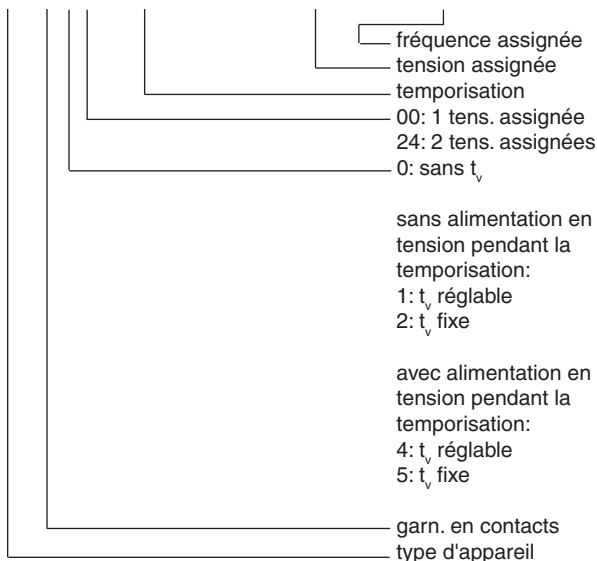 fréquence assignée
tension assignée
temporisation
00: 1 tens. assignée
24: 2 tens. assignées
0: sans tv
sans alimentation en
tension pendant la
temporisation:
1: tv réglable
2: tv fixe
avec alimentation en
tension pendant la
temporisation:
4: tv réglable
5: tv fixe
garn. en contacts
type d'appareil